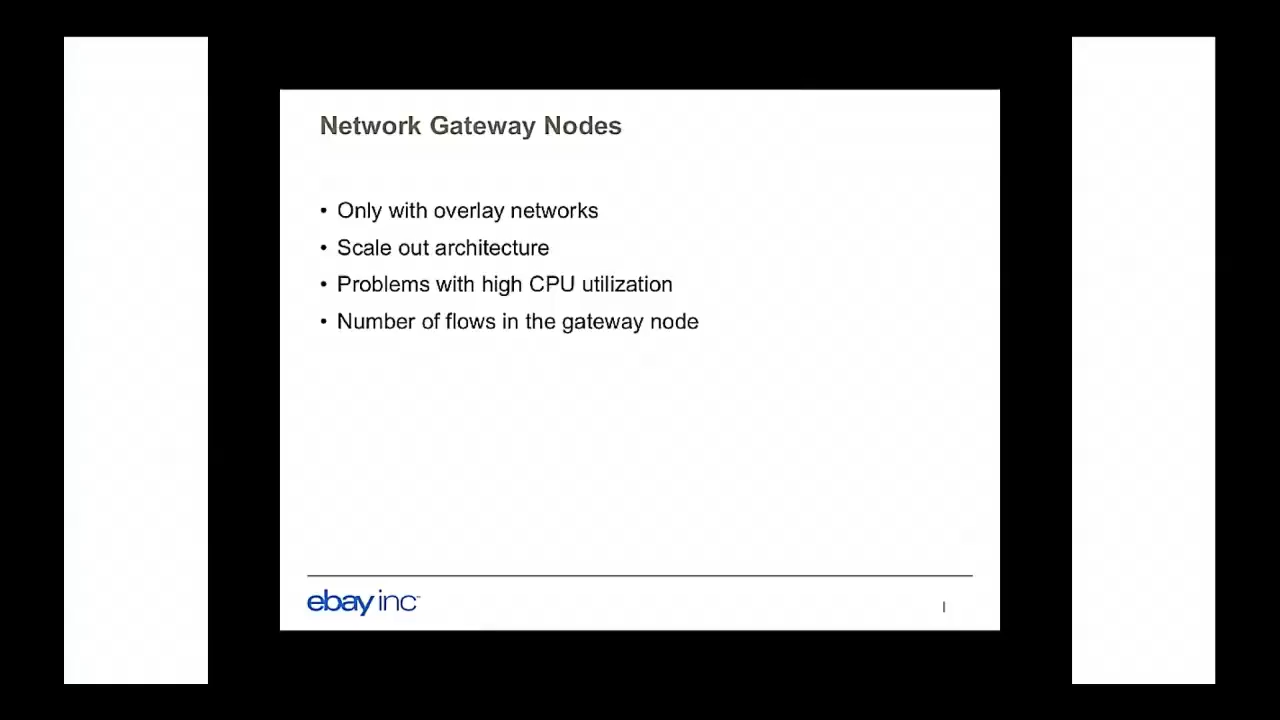 Network Gateway Nodes
• Only with overlay networks
• Scale out architecture
• Problems with high CPU utilization
• Number of flows in the gateway node
ebay inc